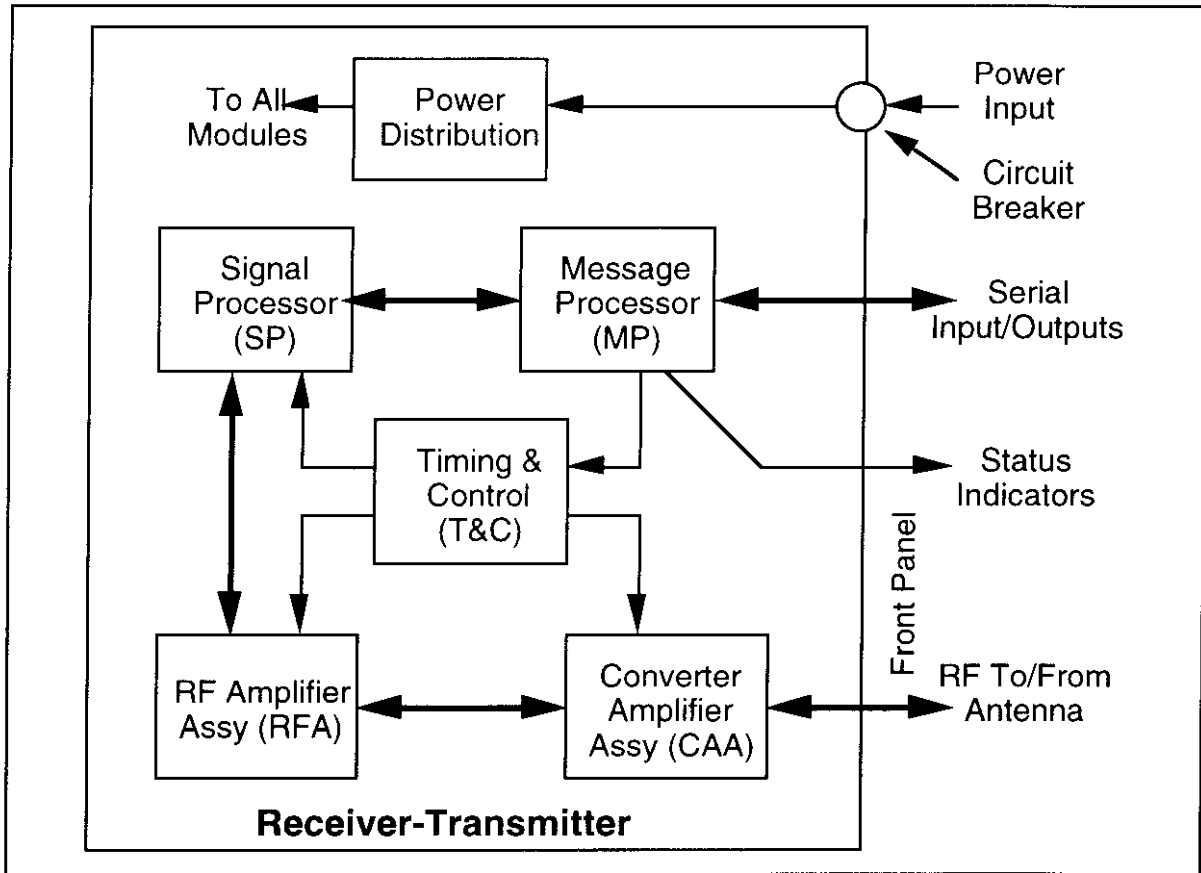 To All
Modules
Power
Distribution
Power
Input
Circuit
Breaker
Signal
Processor
(SP)
Message
Processor
(MP)
Serial
Input/Outputs
Timing &
Control
(T&C)
Status
Indicators
Front Panel
RF Amplifier
Assy (RFA)
Converter
Amplifier
Assy (CAA)
RF To/From
Antenna
Receiver-Transmitter